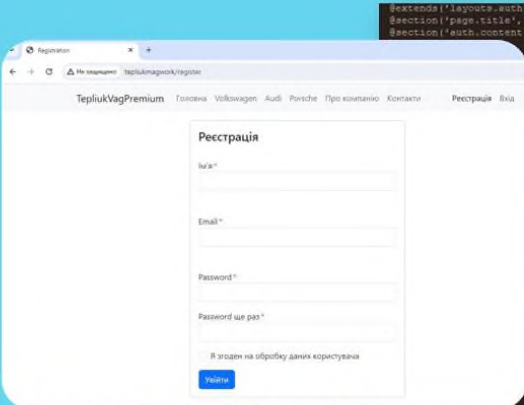 @extends('layouts.auth
@section('page.title',
@section('auth.content
Registration
Не защищено tepliukmagwork/register
TepliukVagPremium Головна Volkswagen Audi Porsche Про компанію Контакти Реєстрація Вхід
Реєстрація
Ім'я*
Email*
Password*
Password ще раз*
Я згоден на обробку даних користувача
Увійти